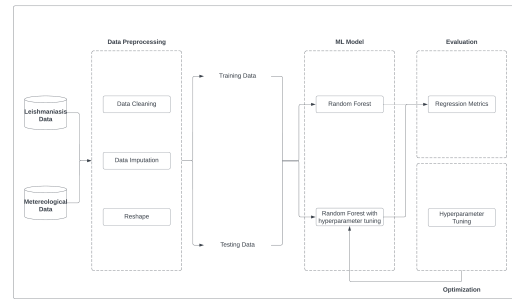 Data Preprocessing
ML Model
Evaluation
Training Data
Leishmaniasis
Data
Data Cleaning
Random Forest
Regression Metrics
Data Imputation
Metereological
Data
Reshape
Random Forest with
hyperparameter tuning
Hyperparameter
Tuning
Testing Data
Optimization